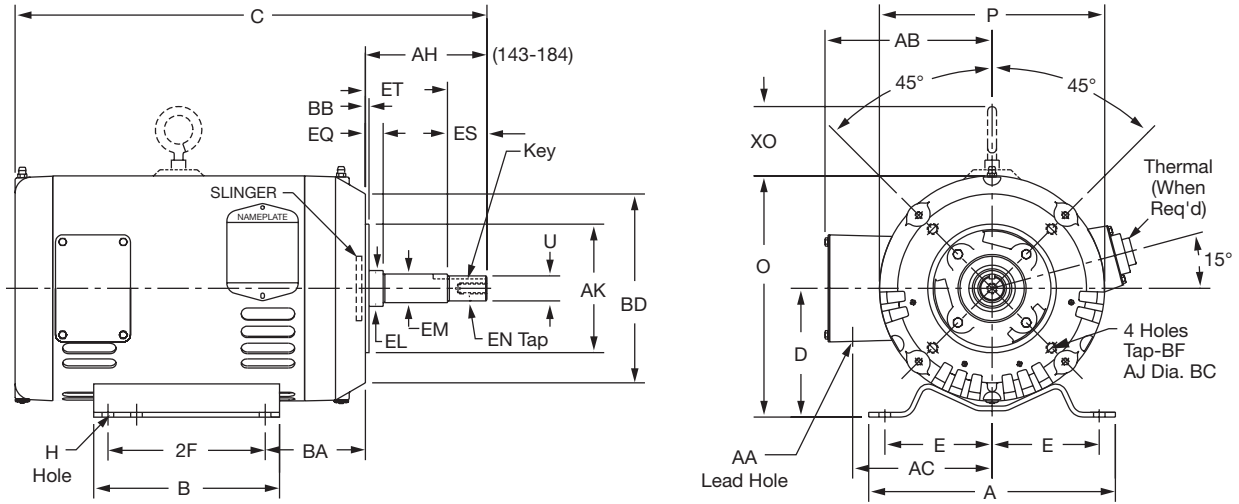 C
AH
(143-184)
ET
BB
EQ
ES
Key
SLINGER
NAMEPLATE
U
AK
BD
EL
EM
EN Tap
H
Hole
2F
BA
B
P
AB
45°
45°
XO
Thermal
(When
Req'd)
15°
O
D
4 Holes
Tap-BF
AJ Dia. BC
E
E
AA
Lead Hole
AC
A